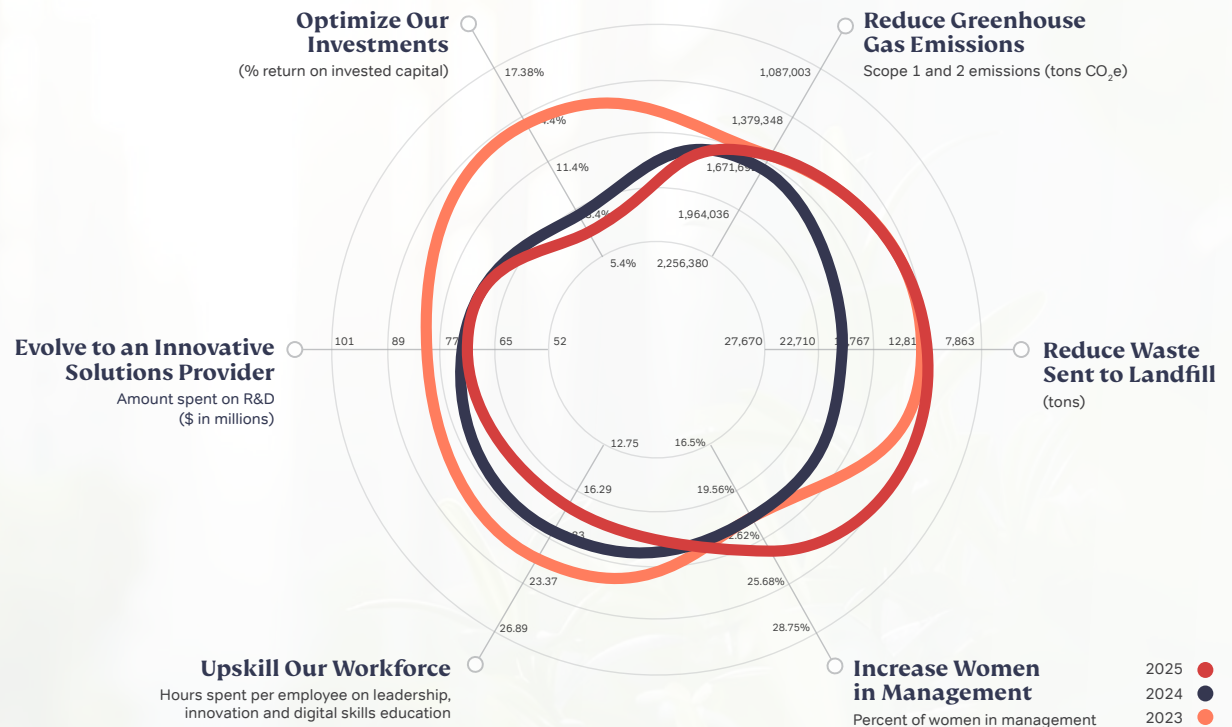 Optimize Our
Investments
(% return on invested capital)
Reduce Greenhouse
Gas Emissions
Scope 1 and 2 emissions (tons CO2e)
17.38%
11.4%
5.4%
1,087,003
1,379,348
1,964,036
2,256,380
Evolve to an Innovative
Solutions Provider
Amount spent on R&D
($ in millions)
101
89
77
65
52
27,670
22,710
7,863
Reduce Waste
Sent to Landfill
(tons)
12.75
16.29
23.37
26.89
16.5%
19.56%
25.68%
28.75%
Upskill Our Workforce
Hours spent per employee on leadership,
innovation and digital skills education
Increase Women
in Management
Percent of women in management
2025
2024
2023